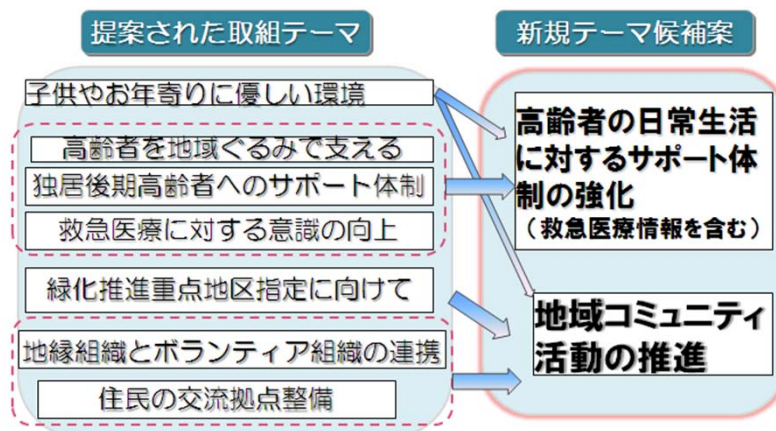 提案された取組テーマ
新規テーマ候補案
子供やお年寄りに優しい環境
高齢者を地域ぐるみで支える
独居後期高齢者へのサポート体制
救急医療に対する意識の向上
緑化推進重点地区指定に向けて
地縁組織とボランティア組織の連携
住民の交流拠点整備
高齢者の日常生活
に対するサポート体
制の強化
（救急医療情報を含む）
地域コミュニティ
活動の推進